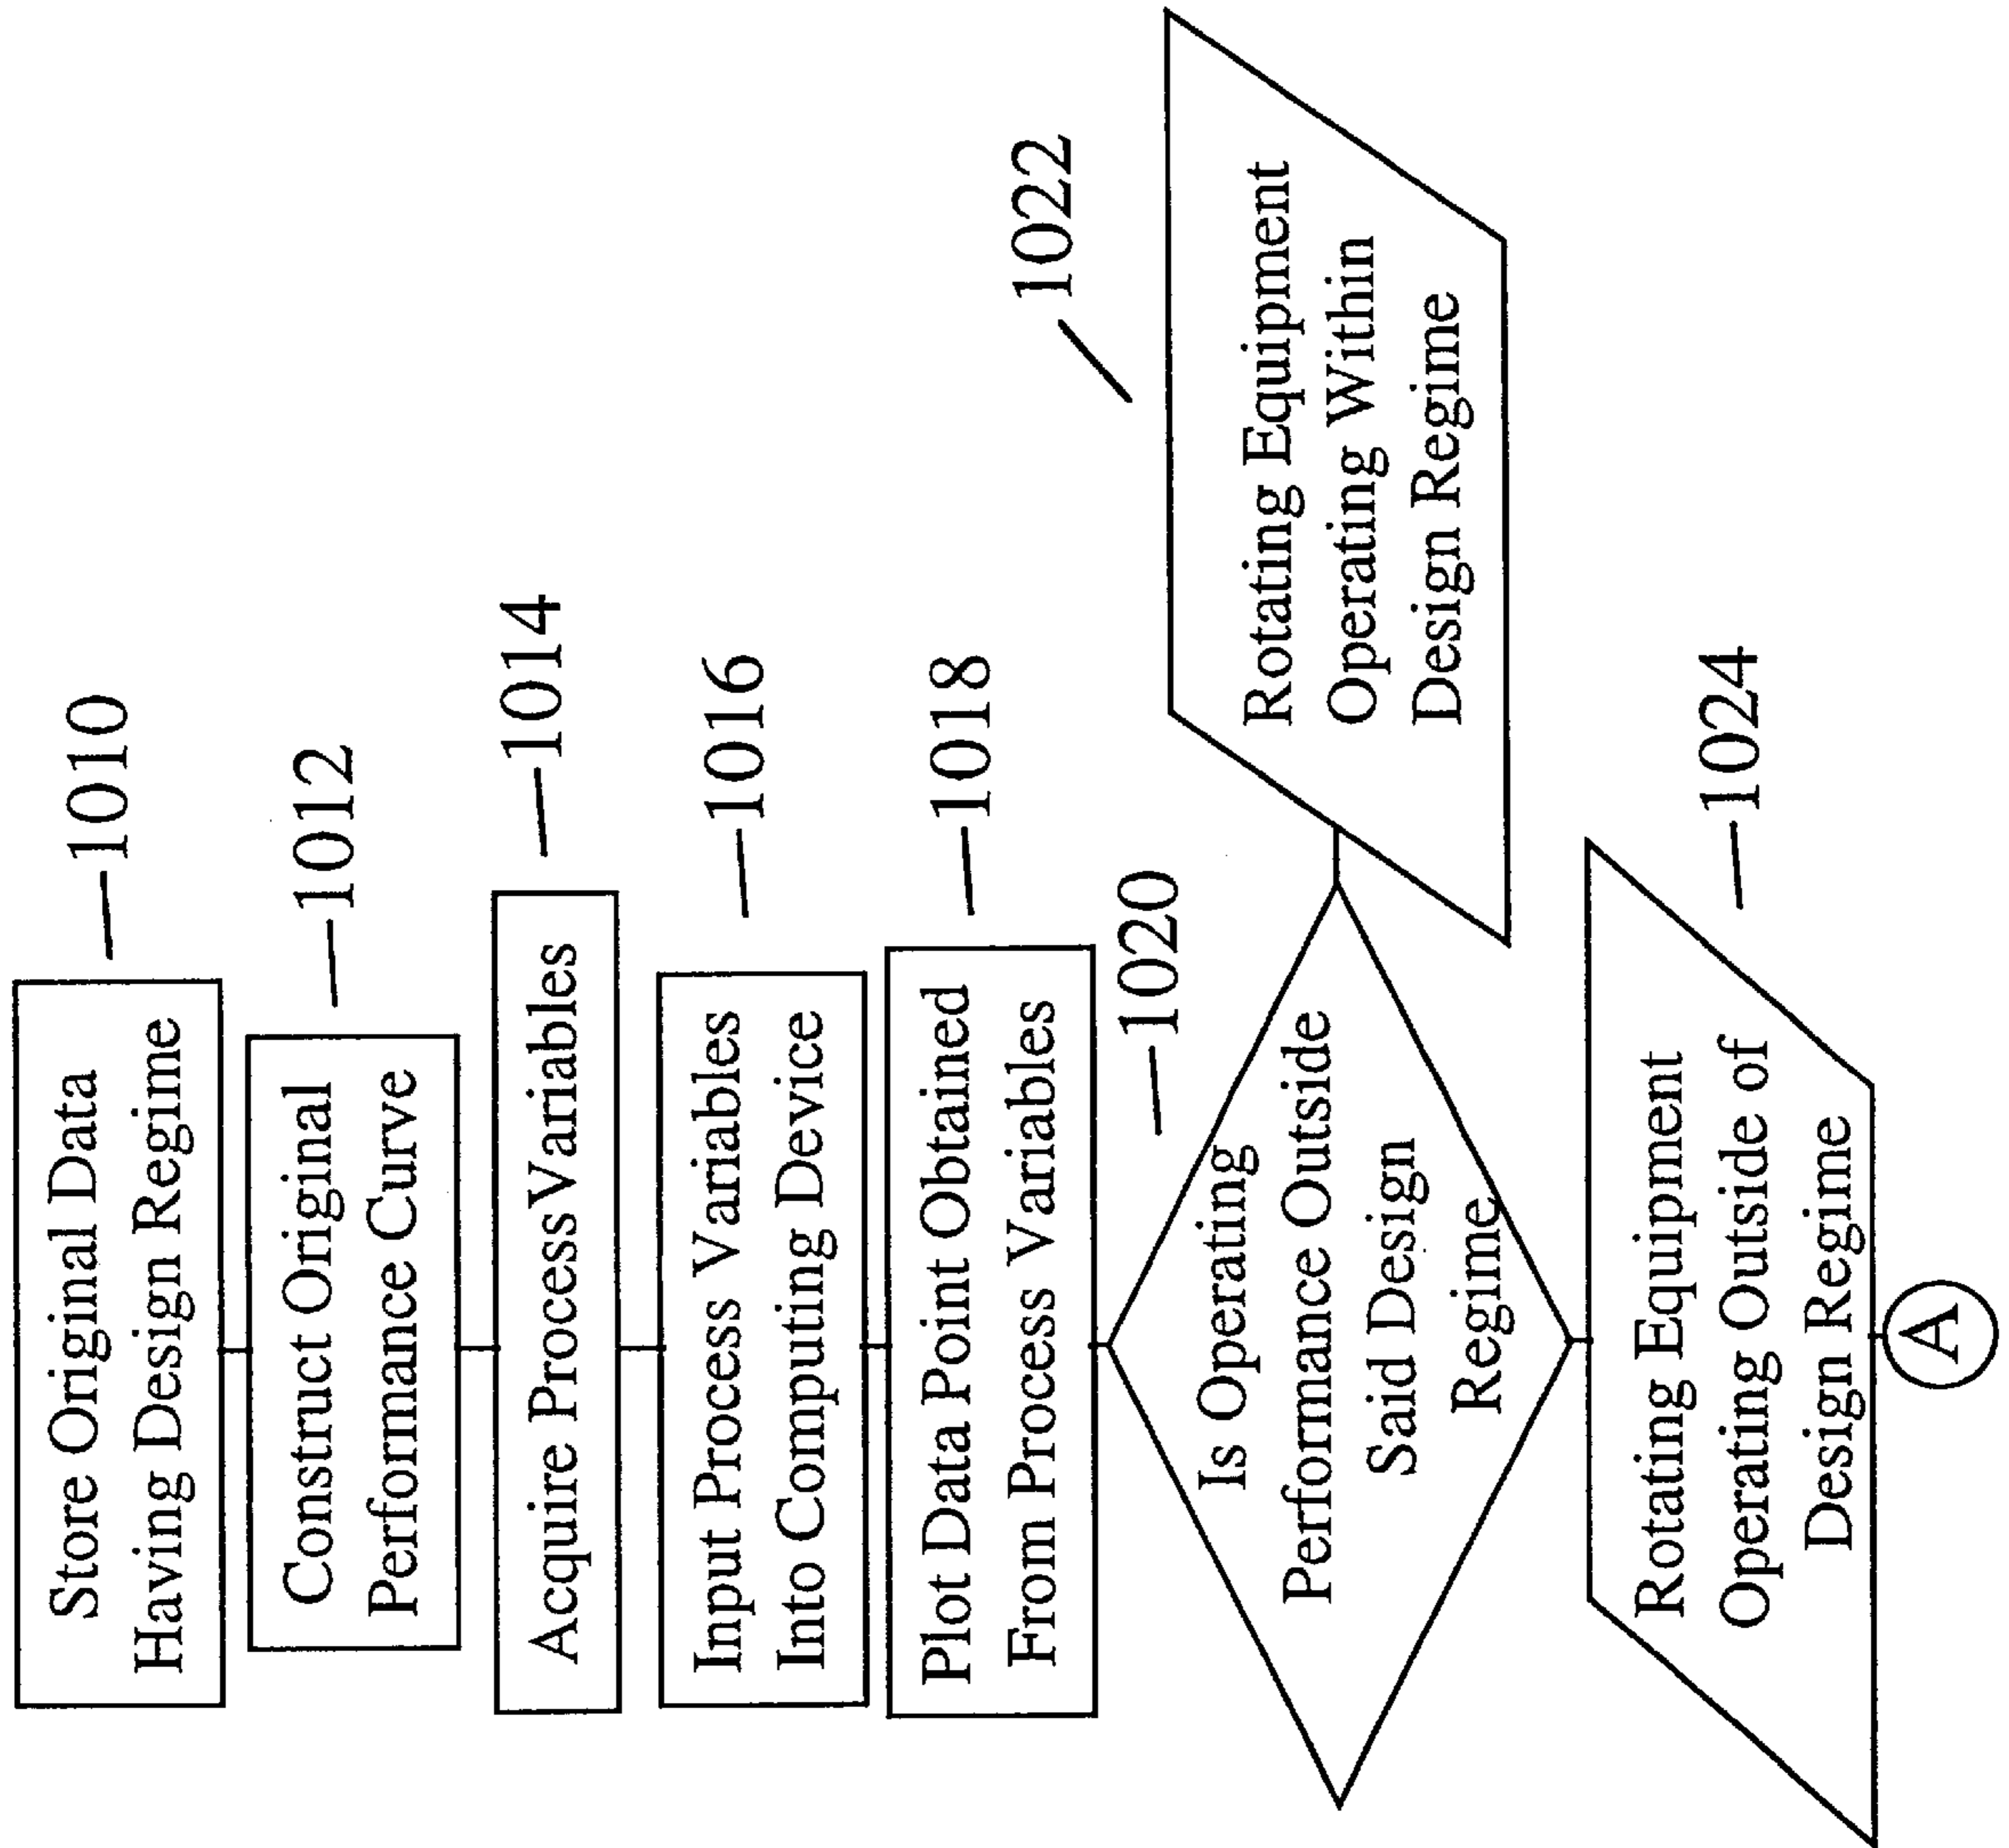 Store Original Data
Having Design Regime
1010
Construct Original
Performance Curve
1012
Acquire Process Variables
1014
Input Process Variables
Into Computing Device
1016
Plot Data Point Obtained
From Process Variables
1018
Is Operating
Performance Outside
Said Design
Regime
1020
Rotating Equipment
Operating Within
Design Regime
1022
Rotating Equipment
Operating Outside of
Design Regime
1024
A